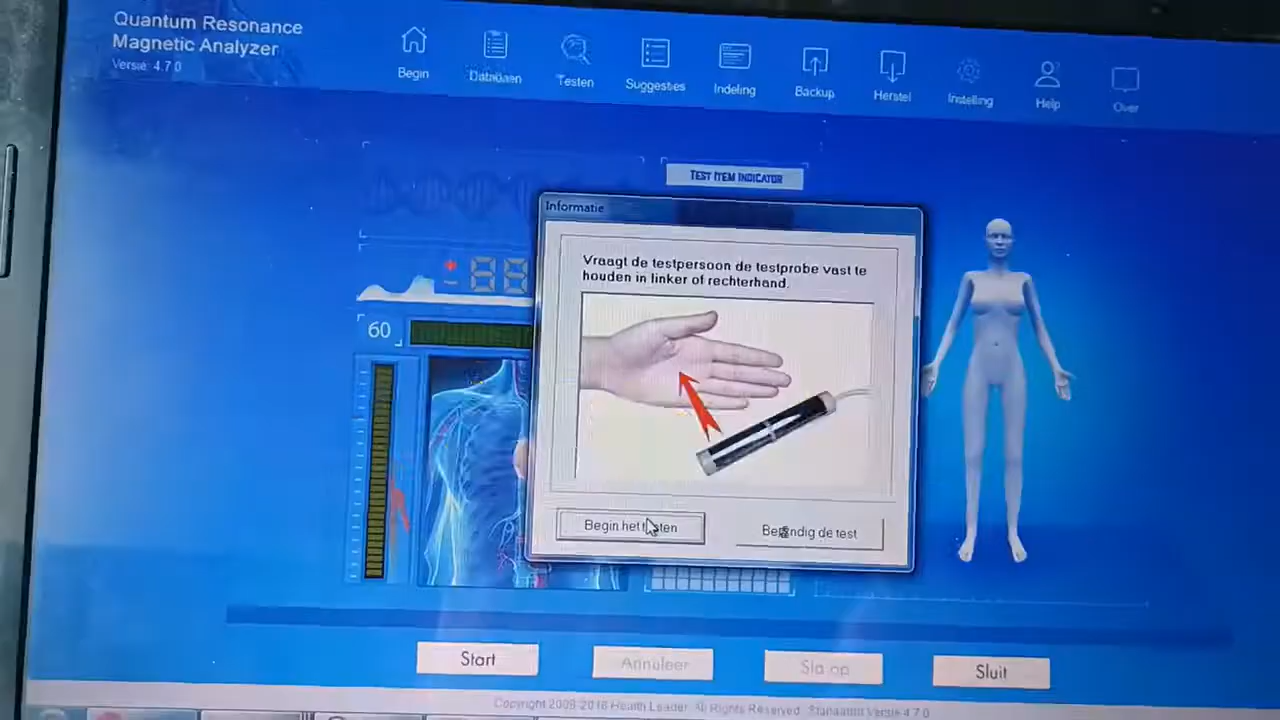 Quantum Resonance
Magnetic Analyzer
Versie: 4.7.0
Begin
Testen
Suggesties
Indeling
Backup
Herstel
Instelling
Help
Over
TEST ITEM INDICATOR
Informatie
Vraagt de testpersoon de testprobe vast te
houden in linker of rechterhand.
60
Begin het testen
Beëindig de test
Start
Annuleer
Sla op
Sluit
Copyright 2009-2016 Health Leader. All Rights Reserved. Standaard Versie 4.7.0